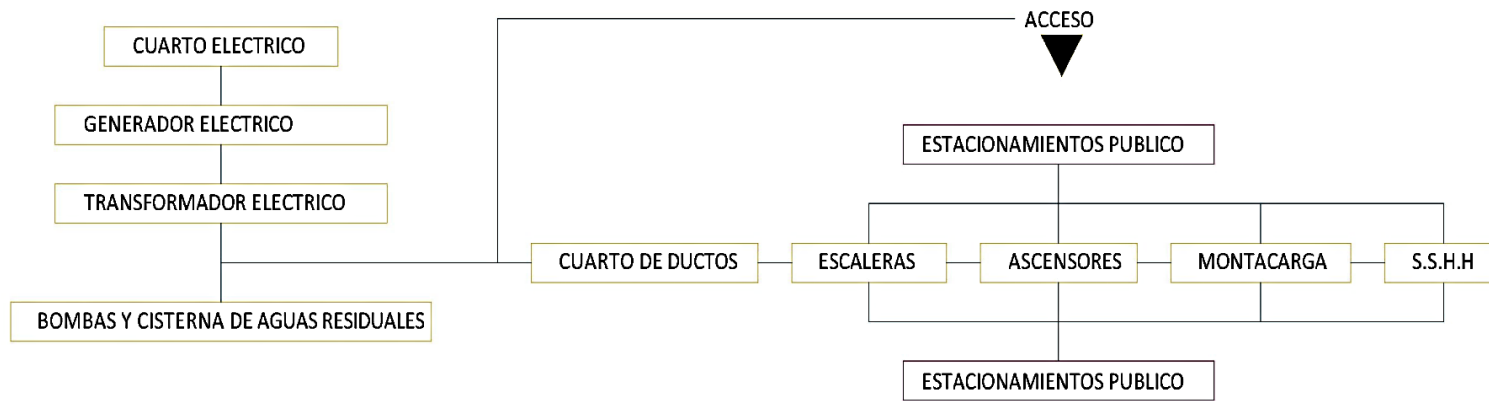 ACCESO
CUARTO ELECTRICO
GENERADOR ELECTRICO
ESTACIONAMIENTOS PUBLICO
TRANSFORMADOR ELECTRICO
CUARTO DE DUCTOS
ESCALERAS
ASCENSORES
MONTACARGA
S.S.H.H
BOMBAS Y CISTERNA DE AGUAS RESIDUALES
ESTACIONAMIENTOS PUBLICO